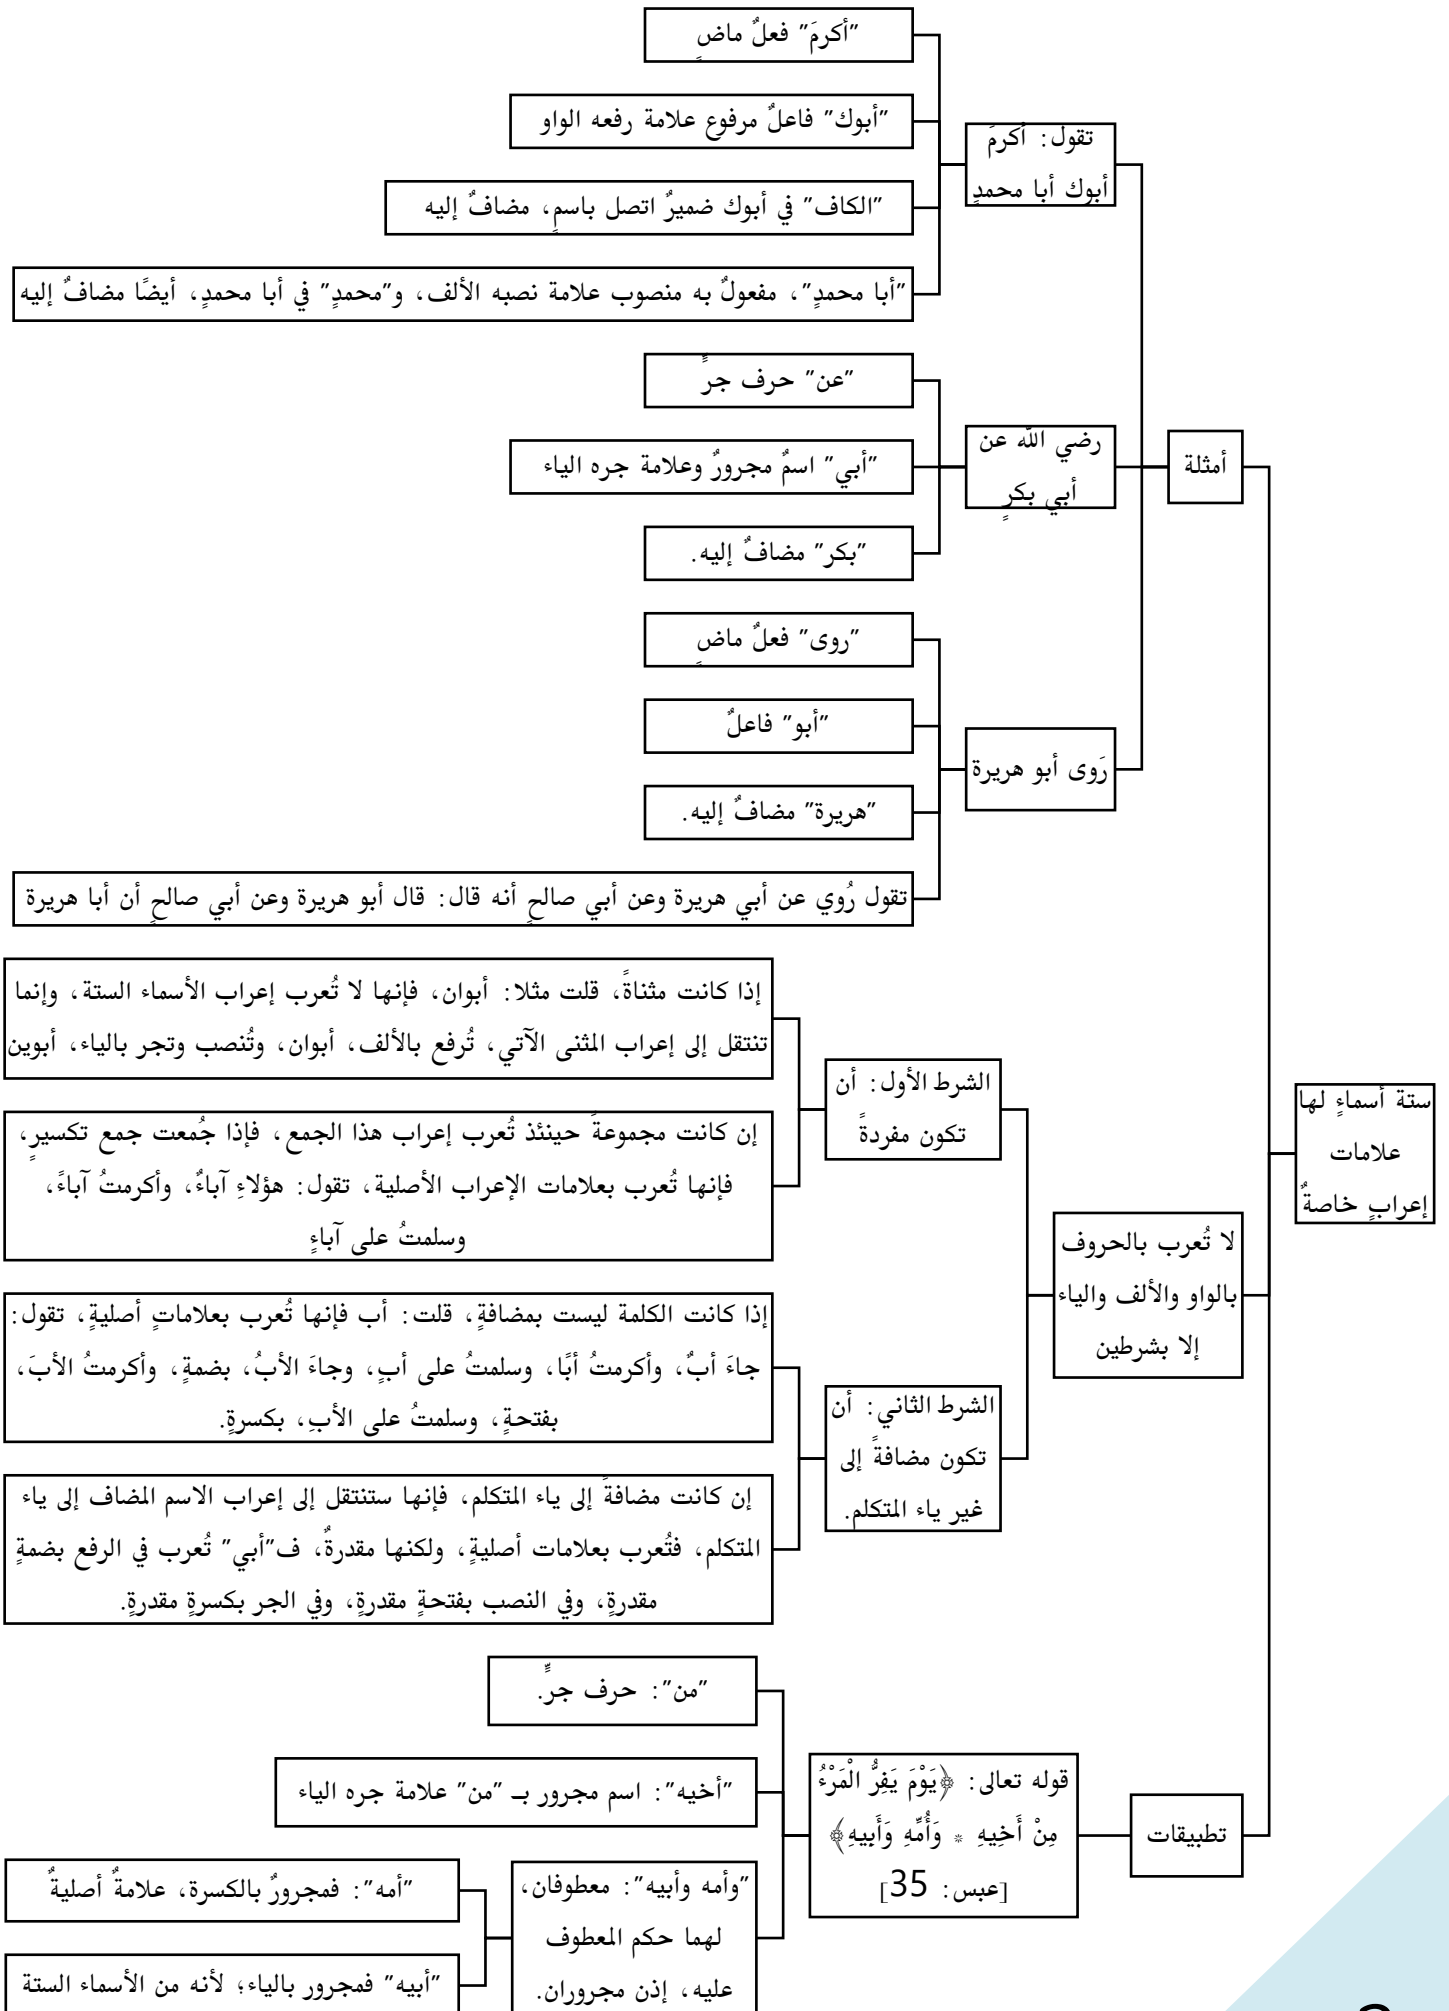 ستة أسماءٍ لها
علامات
إعرابٍ خاصةٌ
أمثلة
تقول: أكرمَ
أبوك أبا محمدٍ
"أكرمَ" فعلٌ ماضٍ
"أبوك" فاعلٌ مرفوع علامة رفعه الواو
"الكاف" في أبوك ضميرٌ اتصل باسمٍ، مضافٌ إليه
"أبا محمدٍ"، مفعولٌ به منصوب علامة نصبه الألف، و"محمدٍ" في أبا محمدٍ، أيضًا مضافٌ إليه
رضي الله عن
أبي بكرٍ
"عن" حرف جرٍّ
"أبي" اسمٌ مجرورٌ وعلامة جره الياء
"بكر" مضافٌ إليه.
رَوى أبو هريرة
"روى" فعلٌ ماضٍ
"أبو" فاعلٌ
"هريرة" مضافٌ إليه.
تقول رُوي عن أبي هريرة وعن أبي صالحٍ أنه قال: قال أبو هريرة وعن أبي صالحٍ أن أبا هريرة
لا تُعرب بالحروف
بالواو والألف والياء
إلا بشرطين
الشرط الأول: أن
تكون مفردةً
إذا كانت مثناةً، قلت مثلا: أبوان، فإنها لا تُعرب إعراب الأسماء الستة، وإنما
تنتقل إلى إعراب المثنى الآتي، تُرفع بالألف، أبوان، وتُنصب وتجر بالياء، أبوين
إن كانت مجموعةً حينئذ تُعرب إعراب هذا الجمع، فإذا جُمعت جمع تكسيرٍ،
فإنها تُعرب بعلامات الإعراب الأصلية، تقول: هؤلاءِ آباءٌ، وأكرمتُ آباءً،
وسلمتُ على آباءٍ
الشرط الثاني: أن
تكون مضافةً إلى
غير ياء المتكلم.
إذا كانت الكلمة ليست بمضافةٍ، قلت: أب فإنها تُعرب بعلاماتٍ أصليةٍ، تقول:
جاءَ أبٌ، وأكرمتُ أبًا، وسلمتُ على أبٍ، وجاءَ الأبُ، بضمةٍ، وأكرمتُ الأبَ،
بفتحةٍ، وسلمتُ على الأبِ، بكسرةٍ.
إن كانت مضافةً إلى ياء المتكلم، فإنها ستنتقل إلى إعراب الاسم المضاف إلى ياء
المتكلم، فتُعرب بعلامات أصليةٍ، ولكنها مقدرةٌ، ف"أبي" تُعرب في الرفع بضمةٍ
مقدرةٍ، وفي النصب بفتحةٍ مقدرةٍ، وفي الجر بكسرةٍ مقدرةٍ.
تطبيقات
قوله تعالى: ﴿يَوْمَ يَفِرُّ الْمَرْءُ
مِنْ أَخِيهِ * وَأُمِّهِ وَأَبِيهِ﴾
[عبس: 35]
"من": حرف جرٍّ.
"أخيه": اسم مجرور بـ "من" علامة جره الياء
"وأمه وأبيه": معطوفان،
لهما حكم المعطوف
عليه، إذن مجروران.
"أمه": فمجرورٌ بالكسرة، علامةٌ أصليةٌ
"أبيه" فمجرور بالياء؛ لأنه من الأسماء الستة